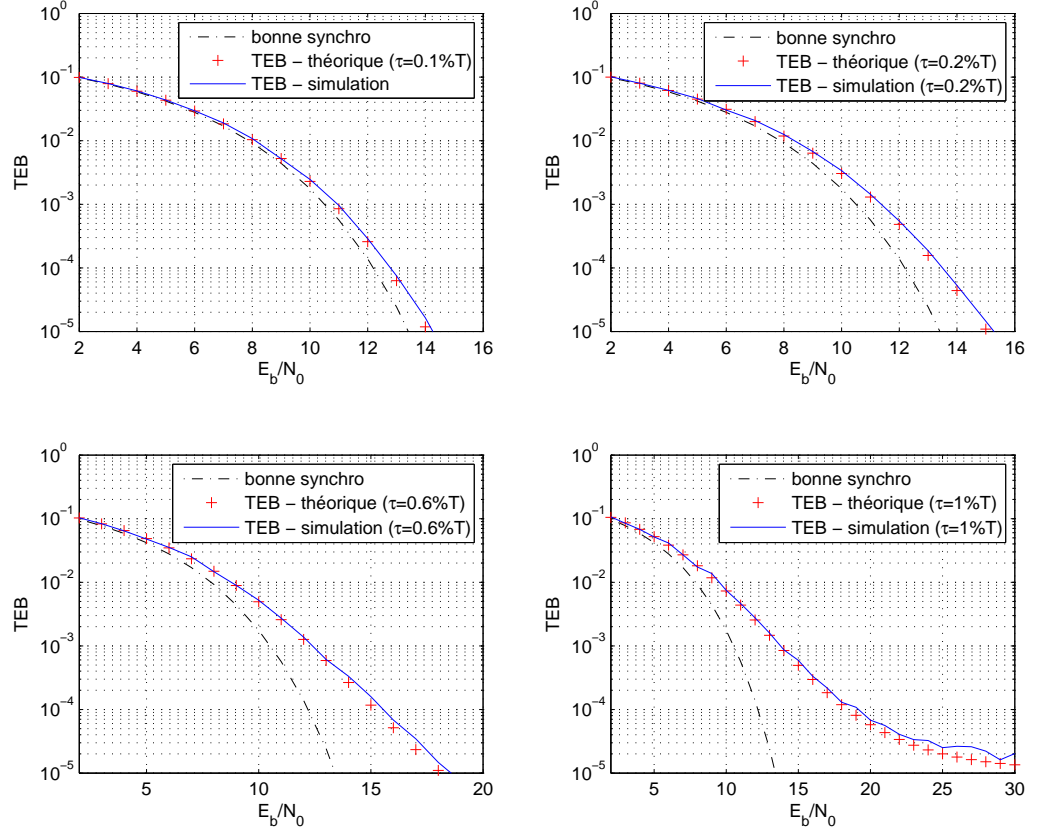 bonne synchro
TEB − théorique (τ=0.1%T)
TEB − simulation
10^0
10^−1
10^−2
10^−3
10^−4
10^−5
TEB
2 4 6 8 10 12 14 16
E_b/N_0
bonne synchro
TEB − théorique (τ=0.2%T)
TEB − simulation (τ=0.2%T)
10^0
10^−1
10^−2
10^−3
10^−4
10^−5
TEB
2 4 6 8 10 12 14 16
E_b/N_0
bonne synchro
TEB − théorique (τ=0.6%T)
TEB − simulation (τ=0.6%T)
10^0
10^−1
10^−2
10^−3
10^−4
10^−5
TEB
5 10 15 20
E_b/N_0
bonne synchro
TEB − théorique (τ=1%T)
TEB − simulation (τ=1%T)
10^0
10^−1
10^−2
10^−3
10^−4
10^−5
TEB
5 10 15 20 25 30
E_b/N_0